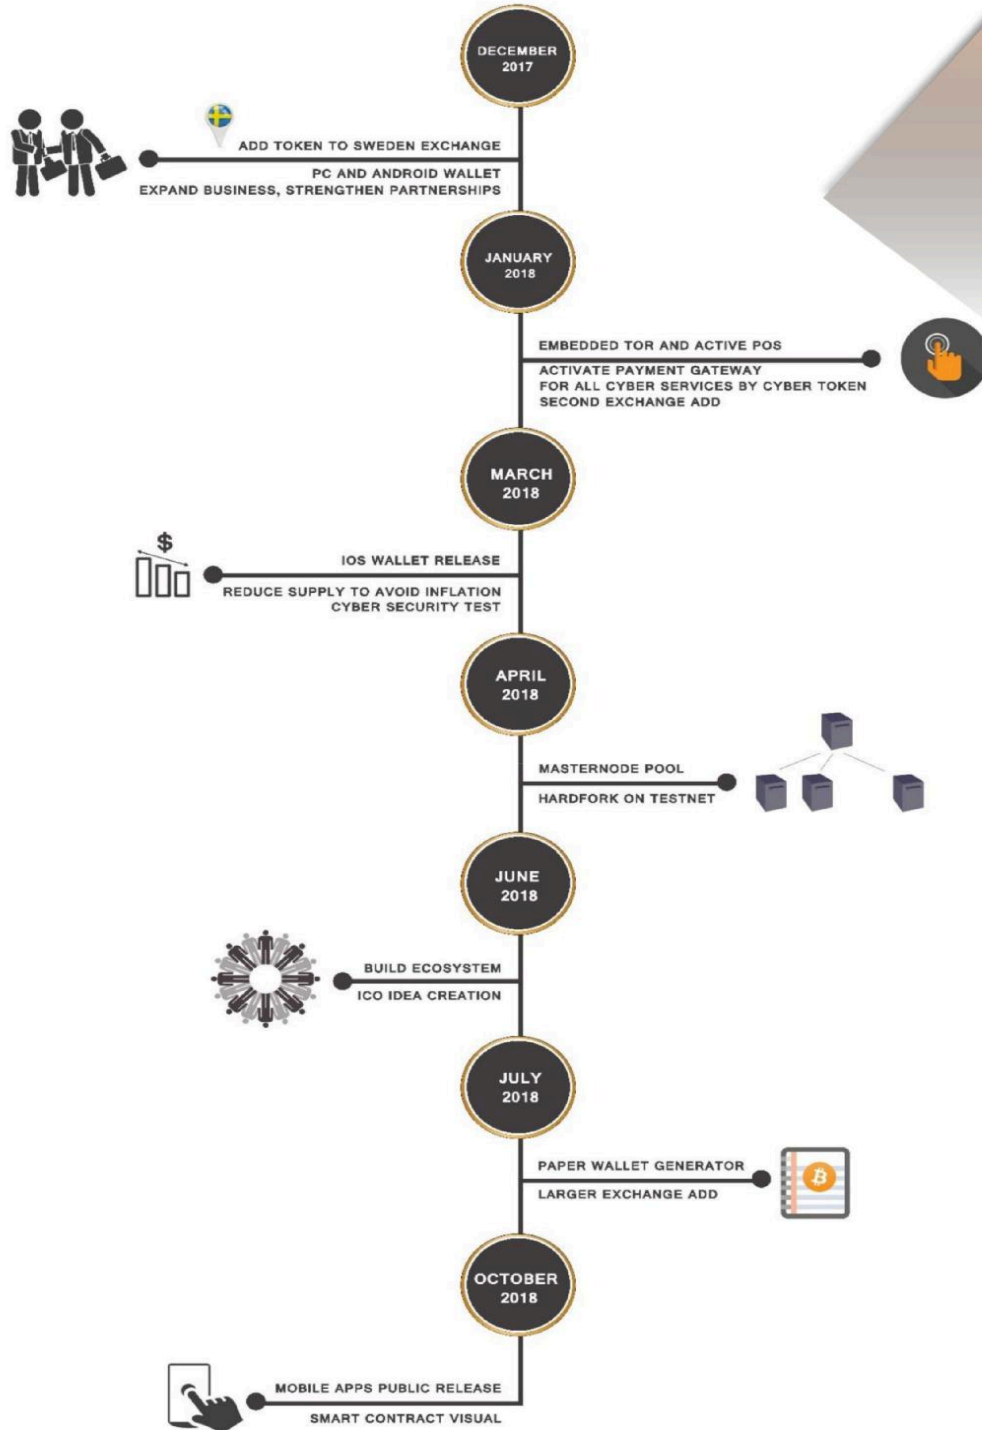 DECEMBER
2017
ADD TOKEN TO SWEDEN EXCHANGE
PC AND ANDROID WALLET
EXPAND BUSINESS, STRENGTHEN PARTNERSHIPS
JANUARY
2018
EMBEDDED TOR AND ACTIVE POS
ACTIVATE PAYMENT GATEWAY
FOR ALL CYBER SERVICES BY CYBER TOKEN
SECOND EXCHANGE ADD
MARCH
2018
$
IOS WALLET RELEASE
REDUCE SUPPLY TO AVOID INFLATION
CYBER SECURITY TEST
APRIL
2018
MASTERNODE POOL
HARDFORK ON TESTNET
JUNE
2018
BUILD ECOSYSTEM
ICO IDEA CREATION
JULY
2018
PAPER WALLET GENERATOR
LARGER EXCHANGE ADD
OCTOBER
2018
MOBILE APPS PUBLIC RELEASE
SMART CONTRACT VISUAL